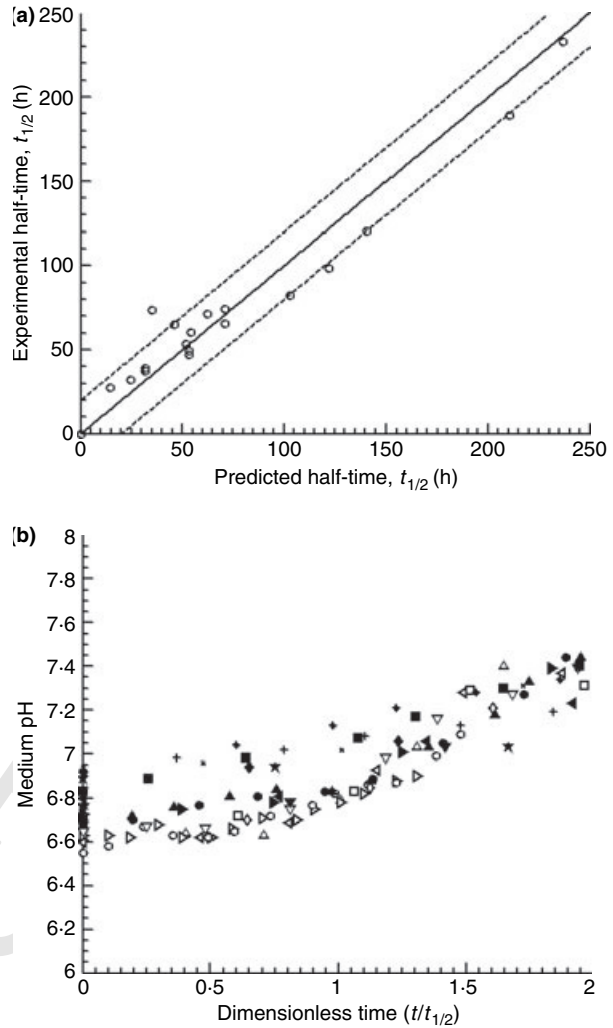 (a)
250
200
150
100
50
0
Experimental half-time, t1/2 (h)
0 50 100 150 200 250
Predicted half-time, t1/2 (h)
(b)
8
7·8
7·6
7·4
7·2
7
6·8
6·6
6·4
6·2
6
Medium pH
0 0·5 1 1·5 2
Dimensionless time (t/t1/2)